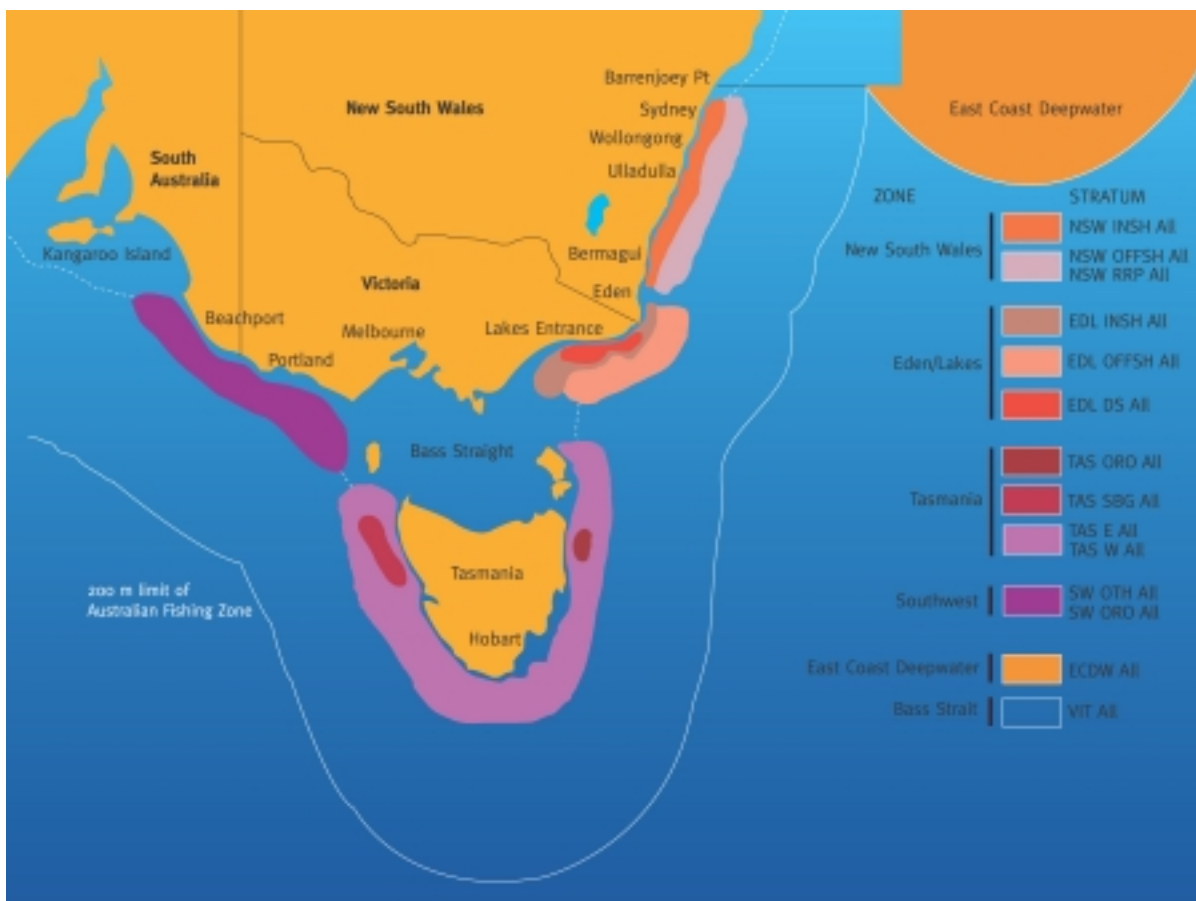 Barrenjoey Pt
New South Wales
Sydney
East Coast Deepwater
Wollongong
South
Australia
Ulladulla
ZONE
STRATUM
NSW INSH All
New South Wales
NSW OFFSH All
NSW RRP All
Kangaroo Island
Bermagui
Victoria
Eden
Beachport
Melbourne
Lakes Entrance
EDL INSH All
Portland
Eden/Lakes
EDL OFFSH All
EDL DS All
Bass Straight
TAS ORO All
Tasmania
TAS SBG All
TAS E All
TAS W All
Tasmania
200 m limit of
Australian Fishing Zone
Southwest
SW OTH All
SW ORO All
Hobart
East Coast Deepwater
ECDW All
Bass Strait
VIT All